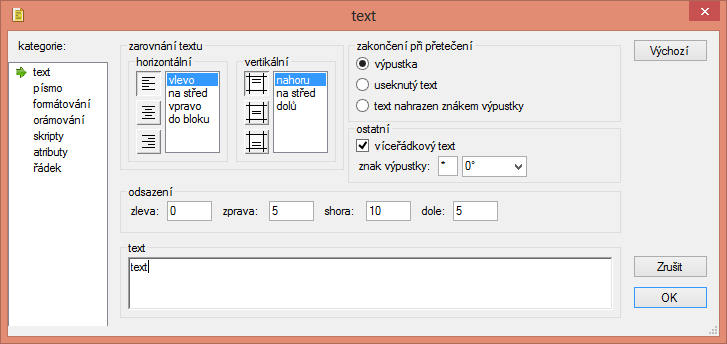 text
kategorie:
text
písmo
formátování
orámování
skripty
atributy
řádek
zarovnání textu
horizontální
vlevo
na střed
vpravo
do bloku
vertikální
nahoru
na střed
dolů
zakončení při přetečení
výpustka
useknutý text
text nahrazen znákem výpustky
ostatní
víceřádkový text
znak výpustky: * 0°
odsazení
zleva: 0 zprava: 5 shora: 10 dole: 5
text
text
Výchozí
Zrušit
OK